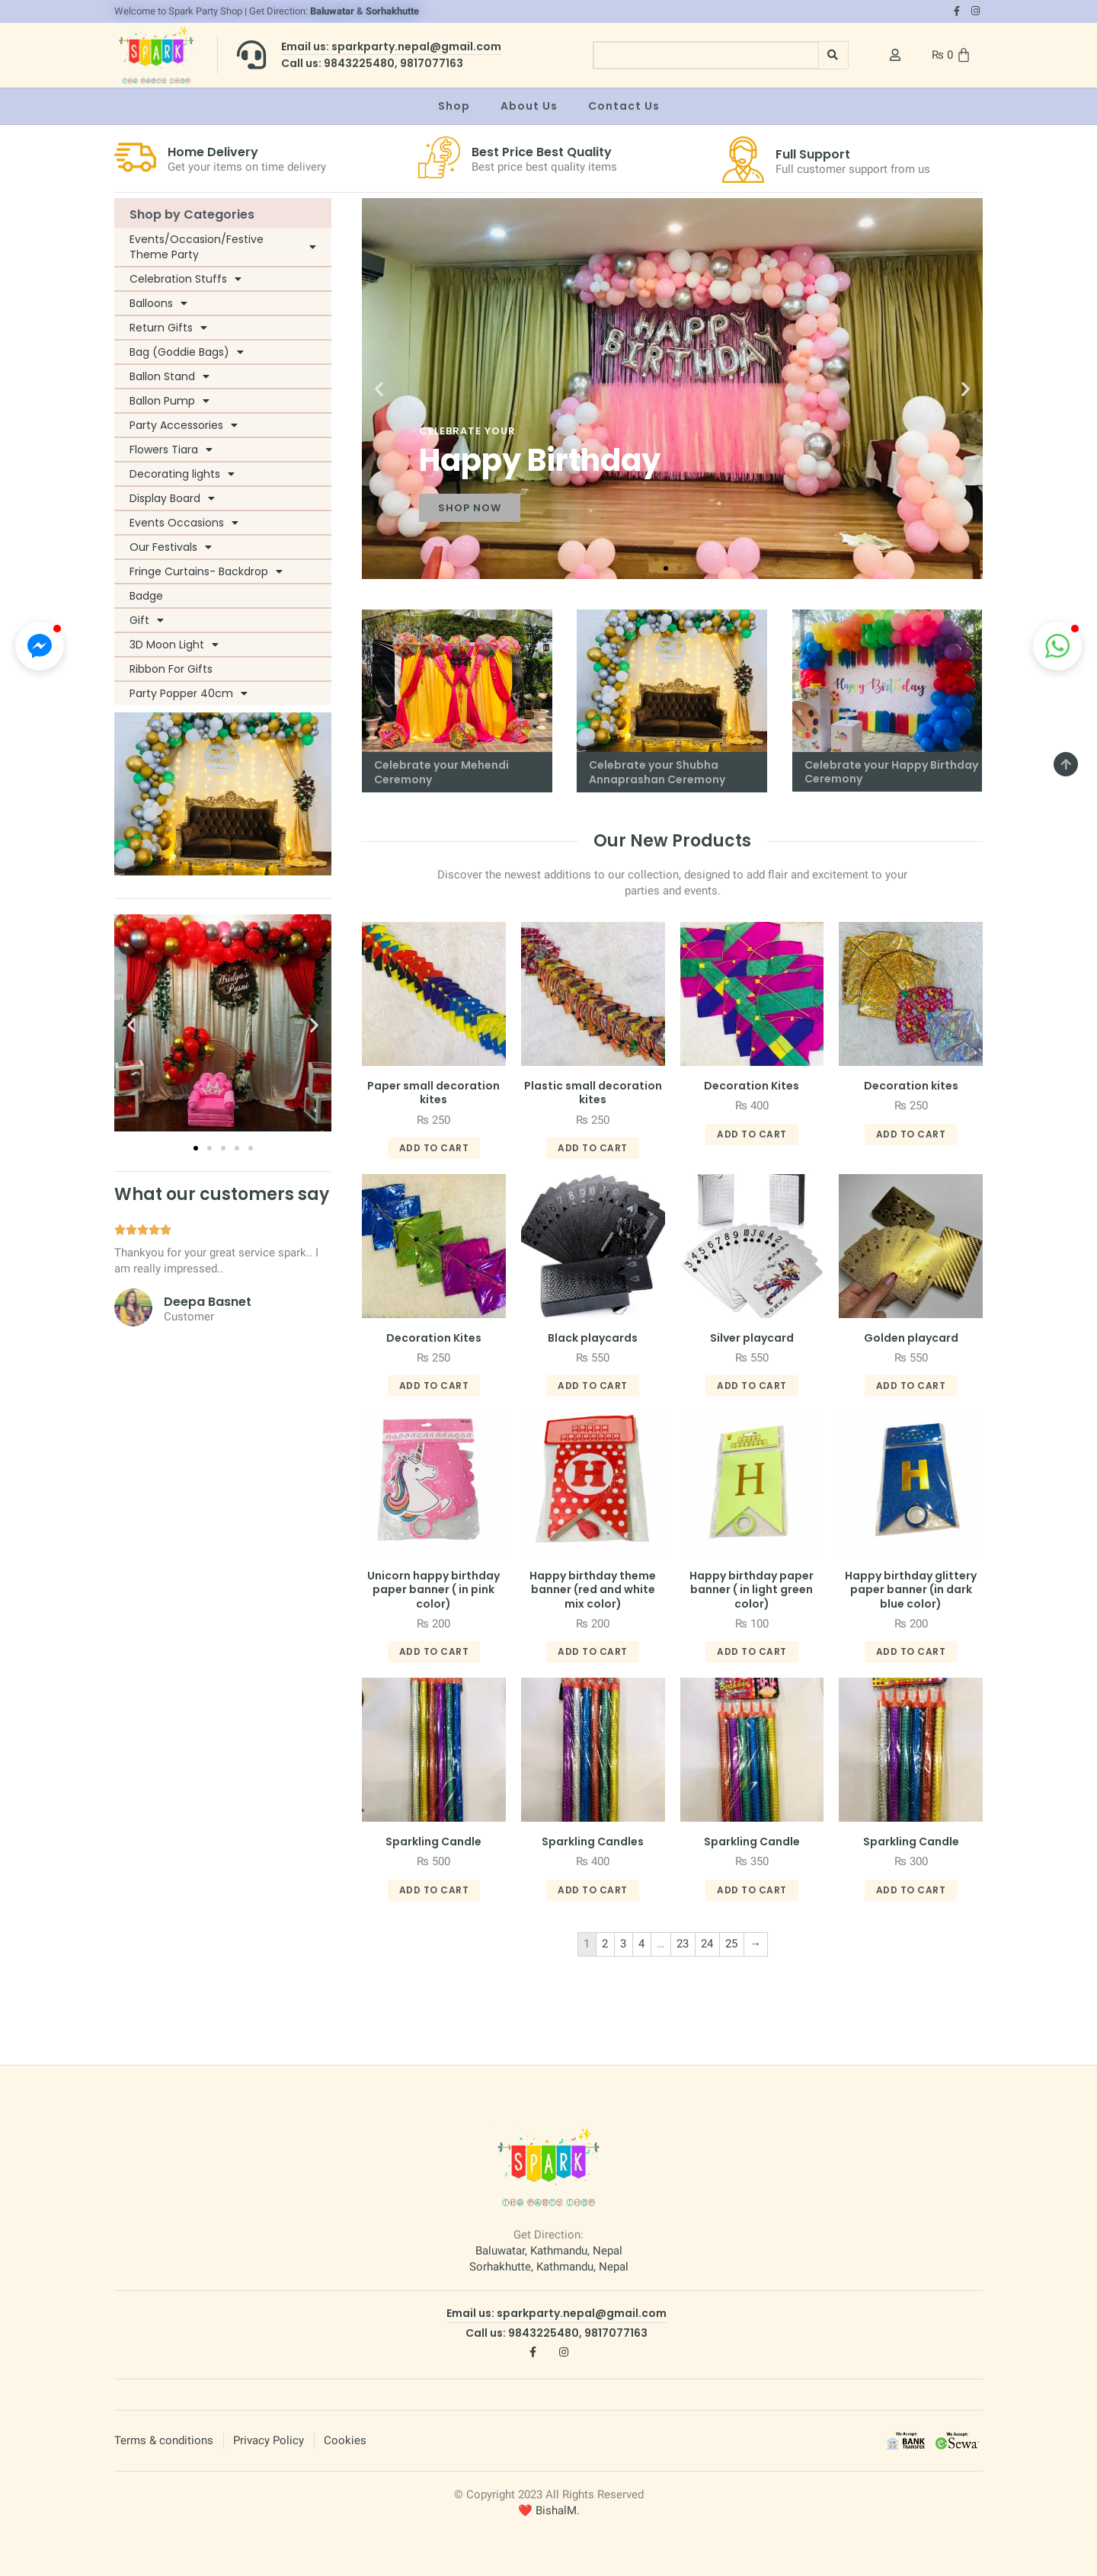 Welcome to Spark Party Shop | Get Direction: Baluwatar & Sorhakhutte
SPARK
Email us: sparkparty.nepal@gmail.com
Call us: 9843225480, 9817077163
₨ 0
Shop About Us Contact Us
Home Delivery
Get your items on time delivery
Best Price Best Quality
Best price best quality items
Full Support
Full customer support from us
Shop by Categories
Events/Occasion/Festive
Theme Party
Celebration Stuffs
Balloons
Return Gifts
Bag (Goddie Bags)
Ballon Stand
Ballon Pump
Party Accessories
Flowers Tiara
Decorating lights
Display Board
Events Occasions
Our Festivals
Fringe Curtains- Backdrop
Badge
Gift
3D Moon Light
Ribbon For Gifts
Party Popper 40cm
HAPPY
BIRTHDAY
CELEBRATE YOUR
Happy Birthday
SHOP NOW
Celebrate your Mehendi
Ceremony
Celebrate your Shubha
Annaprashan Ceremony
Happy Birthday
Celebrate your Happy Birthday
Ceremony
Hridya's
Pasni
What our customers say
Thankyou for your great service spark.. I
am really impressed..
Deepa Basnet
Customer
Our New Products
Discover the newest additions to our collection, designed to add flair and excitement to your
parties and events.
Paper small decoration
kites
₨ 250
ADD TO CART
Plastic small decoration
kites
₨ 250
ADD TO CART
Decoration Kites
₨ 400
ADD TO CART
Decoration kites
₨ 250
ADD TO CART
Decoration Kites
₨ 250
ADD TO CART
Black playcards
₨ 550
ADD TO CART
Silver playcard
₨ 550
ADD TO CART
Golden playcard
₨ 550
ADD TO CART
H
H
H
Unicorn happy birthday
paper banner ( in pink
color)
₨ 200
ADD TO CART
Happy birthday theme
banner (red and white
mix color)
₨ 200
ADD TO CART
Happy birthday paper
banner ( in light green
color)
₨ 100
ADD TO CART
Happy birthday glittery
paper banner (in dark
blue color)
₨ 200
ADD TO CART
Sparkling Candle
₨ 500
ADD TO CART
Sparkling Candles
₨ 400
ADD TO CART
Sparkling Candle
₨ 350
ADD TO CART
Sparkling Candle
₨ 300
ADD TO CART
1 2 3 4 … 23 24 25 →
SPARK
THE PARTY SHOP
Get Direction:
Baluwatar, Kathmandu, Nepal
Sorhakhutte, Kathmandu, Nepal
Email us: sparkparty.nepal@gmail.com
Call us: 9843225480, 9817077163
Terms & conditions Privacy Policy Cookies
We Accept:
BANK
TRANSFER
We Accept:
eSewa
© Copyright 2023 All Rights Reserved
❤️ BishalM.